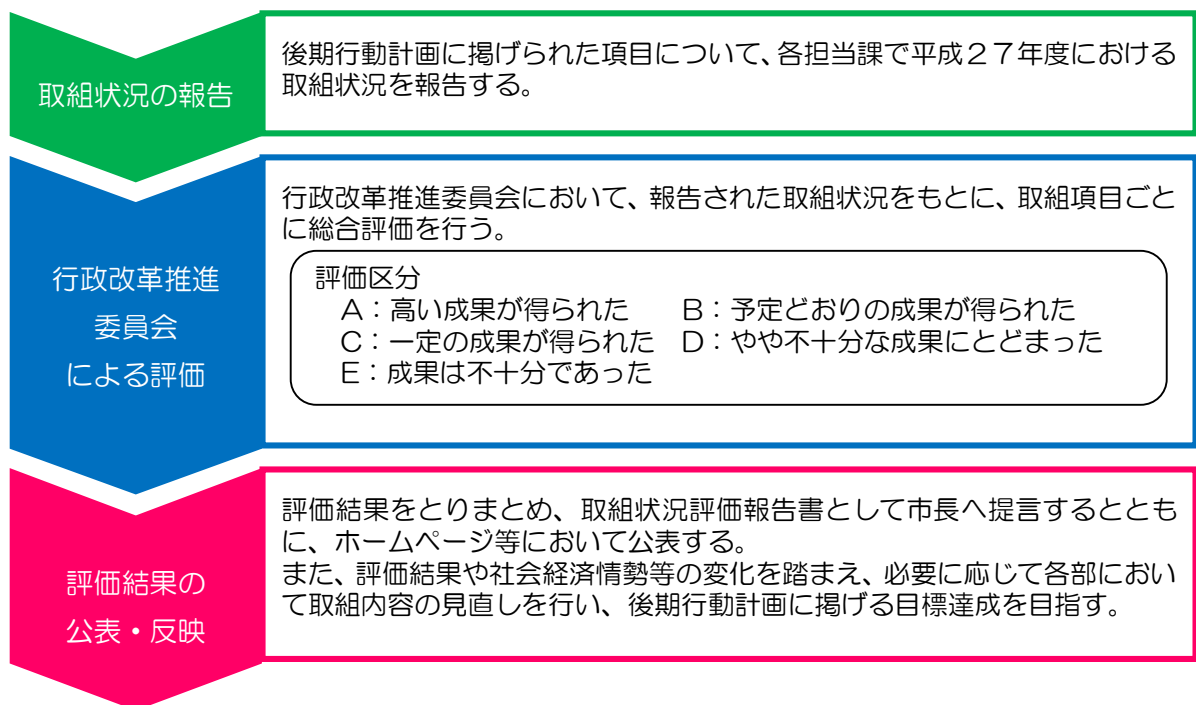 取組状況の報告
後期行動計画に掲げられた項目について、各担当課で平成２７年度における
取組状況を報告する。
行政改革推進
委員会
による評価
行政改革推進委員会において、報告された取組状況をもとに、取組項目ごと
に総合評価を行う。
評価区分
Ａ：高い成果が得られた　　Ｂ：予定どおりの成果が得られた
Ｃ：一定の成果が得られた　Ｄ：やや不十分な成果にとどまった
Ｅ：成果は不十分であった
評価結果の
公表・反映
評価結果をとりまとめ、取組状況評価報告書として市長へ提言するととも
に、ホームページ等において公表する。
また、評価結果や社会経済情勢等の変化を踏まえ、必要に応じて各部におい
て取組内容の見直しを行い、後期行動計画に掲げる目標達成を目指す。